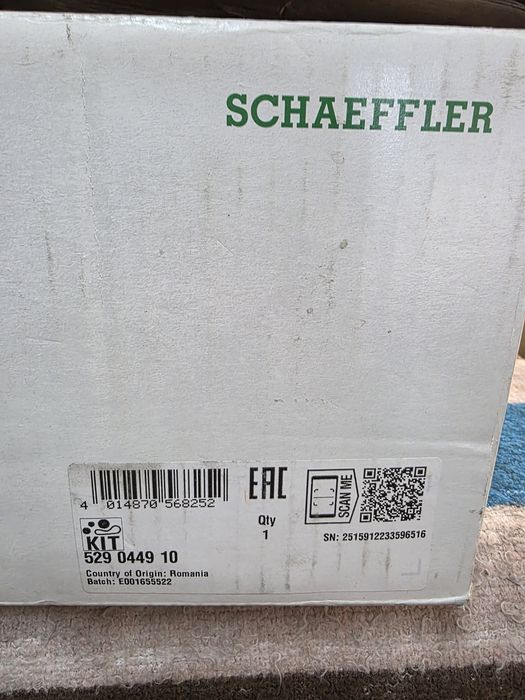 SCHAEFFLER
4 014870 568252
EAC
SCAN ME
Qty
1
SN: 2515912233596516
KIT
529 0449 10
Country of Origin: Romania
Batch: E001655522